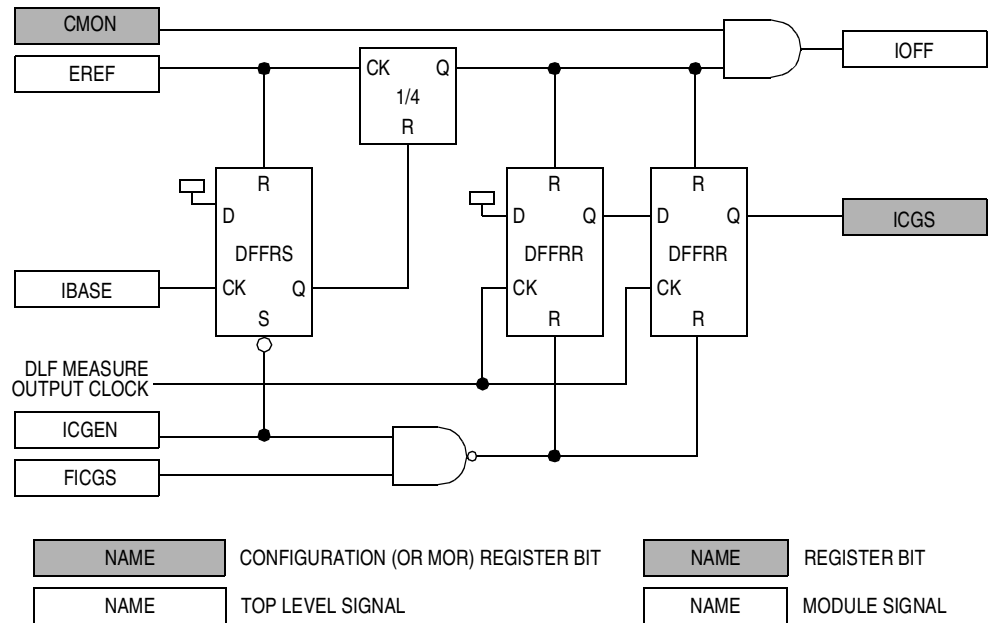 CMON
IOFF
EREF
CK Q
1/4
R
R
R
R
D
D Q
D Q
ICGS
DFFRS
DFFRR
DFFRR
IBASE
CK Q
CK
CK
S
R
R
DLF MEASURE
OUTPUT CLOCK
ICGEN
FICGS
NAME CONFIGURATION (OR MOR) REGISTER BIT
NAME REGISTER BIT
NAME TOP LEVEL SIGNAL
NAME MODULE SIGNAL